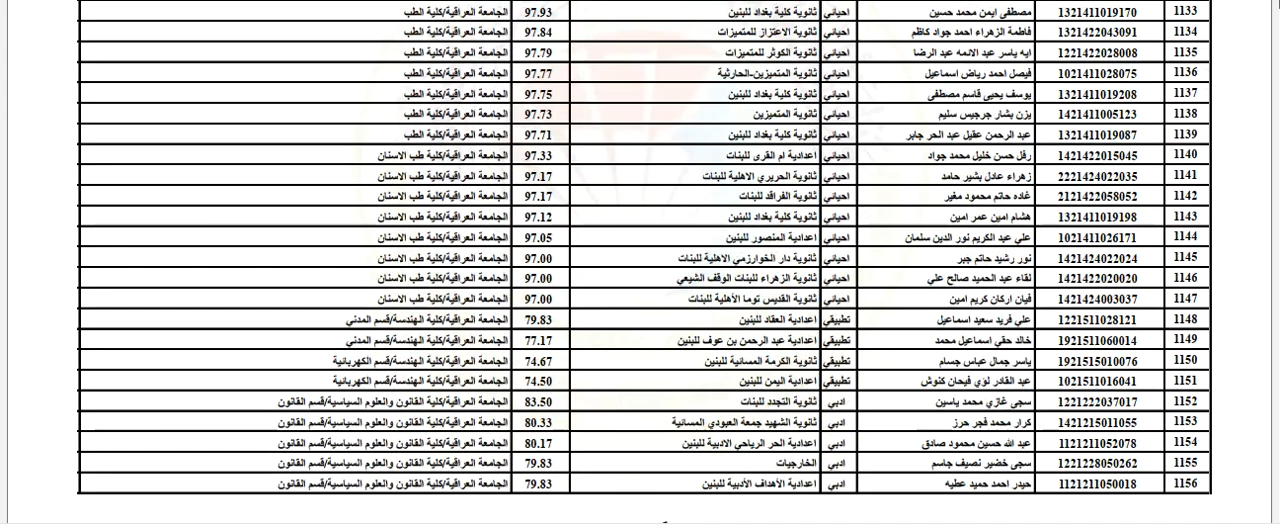 1133 1321411019170 مصطفى ايمن محمد حسين احيائي ثانوية كلية بغداد للبنين 97.93 الجامعة العراقية/كلية الطب
1134 1321422043091 فاطمة الزهراء احمد جواد كاظم احيائي ثانوية الاعتزاز للمتميزات 97.84 الجامعة العراقية/كلية الطب
1135 1221422028008 ايه ياسر عبد الائمه عبد الرضا احيائي ثانوية الكوثر للمتميزات 97.79 الجامعة العراقية/كلية الطب
1136 1021411028075 فيصل احمد رياض اسماعيل احيائي ثانوية المتميزين-الحارثية 97.77 الجامعة العراقية/كلية الطب
1137 1321411019208 يوسف يحيى قاسم مصطفى احيائي ثانوية كلية بغداد للبنين 97.75 الجامعة العراقية/كلية الطب
1138 1421411005123 يزن بشار جرجيس سليم احيائي ثانوية المتميزين 97.73 الجامعة العراقية/كلية الطب
1139 1321411019087 عبد الرحمن عقيل عبد الحر جابر احيائي ثانوية كلية بغداد للبنين 97.71 الجامعة العراقية/كلية الطب
1140 1421422015045 رفل حسن خليل محمد جواد احيائي اعدادية ام القرى للبنات 97.33 الجامعة العراقية/كلية طب الاسنان
1141 2221424022035 زهراء عادل بشير حامد احيائي ثانوية الحريري الاهلية للبنات 97.17 الجامعة العراقية/كلية طب الاسنان
1142 2121422058052 غاده حاتم محمود مغير احيائي ثانوية الفراقد للبنات 97.17 الجامعة العراقية/كلية طب الاسنان
1143 1321411019198 هشام امين عمر امين احيائي ثانوية كلية بغداد للبنين 97.12 الجامعة العراقية/كلية طب الاسنان
1144 1021411026171 علي عبد الكريم نور الدين سلمان احيائي اعدادية المنصور للبنين 97.05 الجامعة العراقية/كلية طب الاسنان
1145 1421424022024 نور رشيد حاتم جبر احيائي ثانوية دار الخوارزمي الاهلية للبنات 97.00 الجامعة العراقية/كلية طب الاسنان
1146 1421422020020 لقاء عبد الحميد صالح علي احيائي ثانوية الزهراء للبنات الوقف الشيعي 97.00 الجامعة العراقية/كلية طب الاسنان
1147 1421424003037 فيان اركان كريم امين احيائي ثانوية القديس توما الأهلية للبنات 97.00 الجامعة العراقية/كلية طب الاسنان
1148 1221511028121 علي فريد سعيد اسماعيل تطبيقي اعدادية العقاد للبنين 79.83 الجامعة العراقية/كلية الهندسة/قسم المدني
1149 1921511060014 خالد حقي اسماعيل محمد تطبيقي اعدادية عبد الرحمن بن عوف للبنين 77.17 الجامعة العراقية/كلية الهندسة/قسم المدني
1150 1921515010076 ياسر جمال عباس جسام تطبيقي ثانوية الكرمة المسائية للبنين 74.67 الجامعة العراقية/كلية الهندسة/قسم الكهربائية
1151 1021511016041 عبد القادر لؤي فيحان كنوش تطبيقي اعدادية اليمن للبنين 74.50 الجامعة العراقية/كلية الهندسة/قسم الكهربائية
1152 1221222037017 سجى غازي محمد ياسين ادبي ثانوية التجدد للبنات 83.50 الجامعة العراقية/كلية القانون والعلوم السياسية/قسم القانون
1153 1421215011055 كرار محمد فجر حرز ادبي ثانوية الشهيد جمعة العبودي المسائية 80.33 الجامعة العراقية/كلية القانون والعلوم السياسية/قسم القانون
1154 1121211052078 عبد الله حسين محمود صادق ادبي اعدادية الحر الرياحي الادبية للبنين 80.17 الجامعة العراقية/كلية القانون والعلوم السياسية/قسم القانون
1155 1221228050262 سجى خضير نصيف جاسم ادبي الخارجيات 79.83 الجامعة العراقية/كلية القانون والعلوم السياسية/قسم القانون
1156 1121211050018 حيدر احمد حميد عطيه ادبي اعدادية الأهداف الأدبية للبنين 79.83 الجامعة العراقية/كلية القانون والعلوم السياسية/قسم القانون